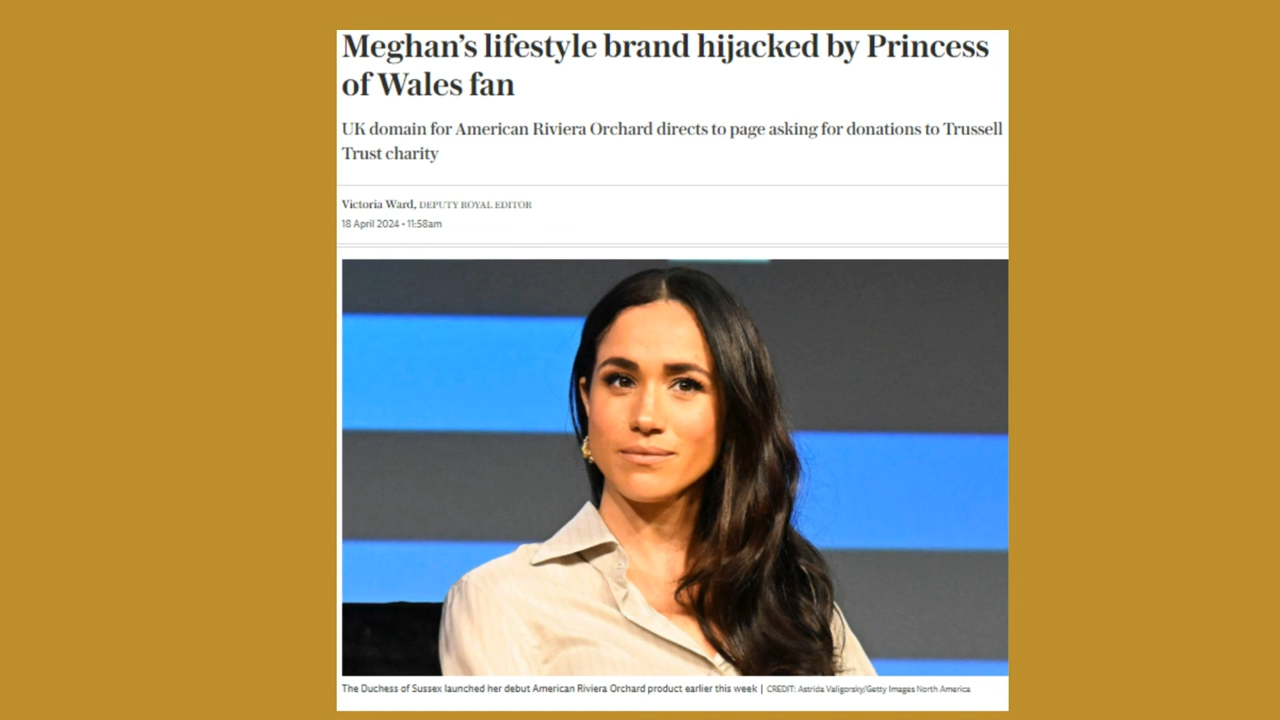 Meghan’s lifestyle brand hijacked by Princess
of Wales fan
UK domain for American Riviera Orchard directs to page asking for donations to Trussell
Trust charity
Victoria Ward, DEPUTY ROYAL EDITOR
18 April 2024 • 11:58am
The Duchess of Sussex launched her debut American Riviera Orchard product earlier this week | CREDIT: Astrida Valigorsky/Getty Images North America